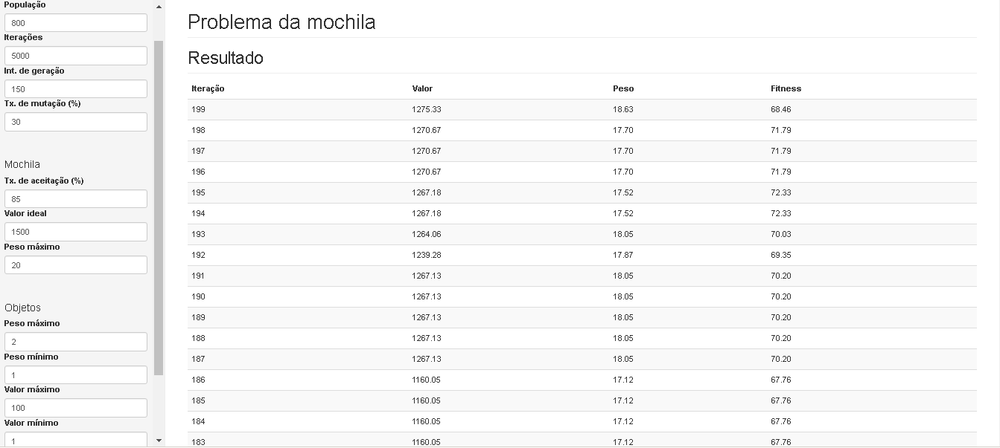 População
800
Iterações
5000
Int. de geração
150
Tx. de mutação (%)
30
Mochila
Tx. de aceitação (%)
85
Valor ideal
1500
Peso máximo
20
Objetos
Peso máximo
2
Peso mínimo
1
Valor máximo
100
Valor mínimo
1
Problema da mochila
Resultado
Iteração Valor Peso Fitness
199 1275.33 18.63 68.46
198 1270.67 17.70 71.79
197 1270.67 17.70 71.79
196 1270.67 17.70 71.79
195 1267.18 17.52 72.33
194 1267.18 17.52 72.33
193 1264.06 18.05 70.03
192 1239.28 17.87 69.35
191 1267.13 18.05 70.20
190 1267.13 18.05 70.20
189 1267.13 18.05 70.20
188 1267.13 18.05 70.20
187 1267.13 18.05 70.20
186 1160.05 17.12 67.76
185 1160.05 17.12 67.76
184 1160.05 17.12 67.76
183 1160.05 17.12 67.76